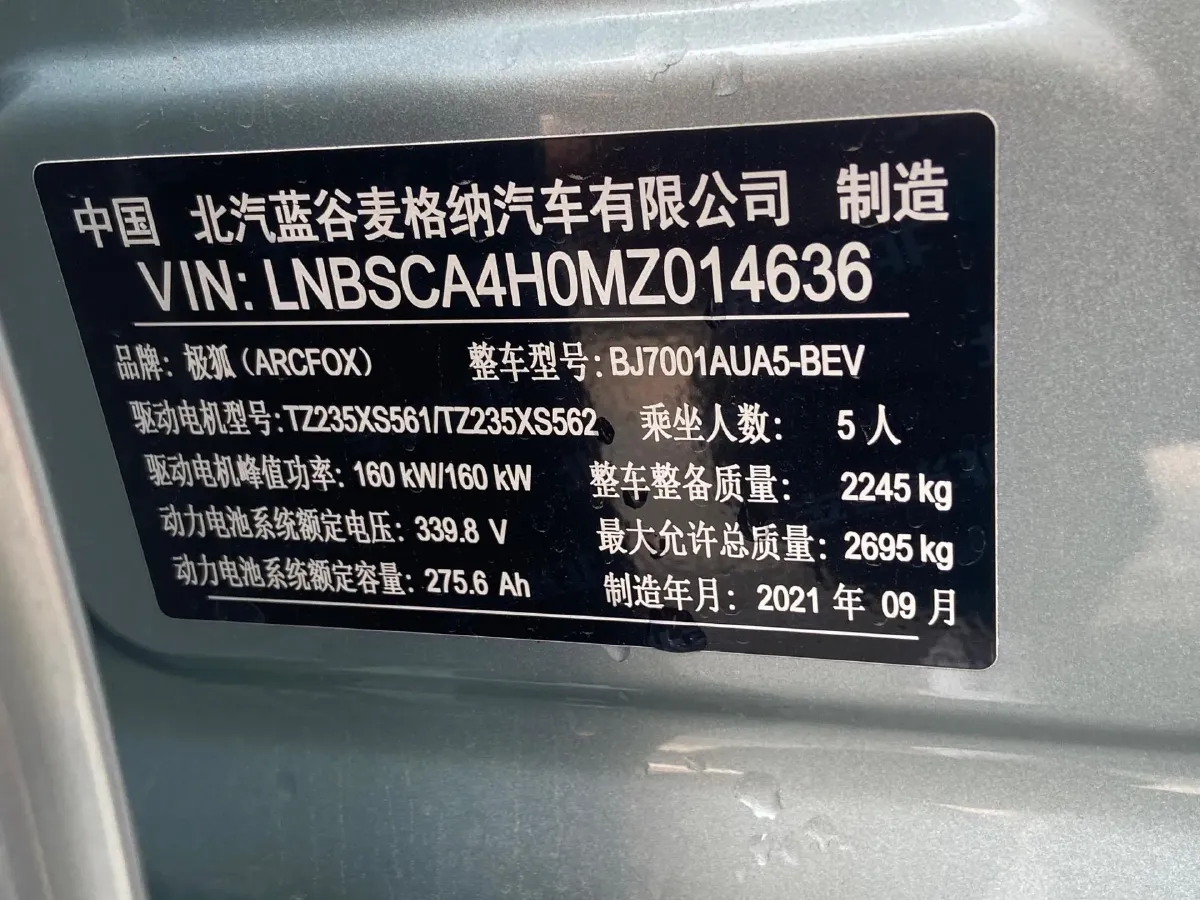 中国 北汽蓝谷麦格纳汽车有限公司 制造
VIN: LNBSCA4H0MZ014636
品牌: 极狐 (ARCFOX) 整车型号: BJ7001AUA5-BEV
驱动电机型号: TZ235XS561/TZ235XS562 乘坐人数: 5 人
驱动电机峰值功率: 160 kW/160 kW 整车整备质量: 2245 kg
动力电池系统额定电压: 339.8 V 最大允许总质量: 2695 kg
动力电池系统额定容量: 275.6 Ah 制造年月: 2021 年 09 月